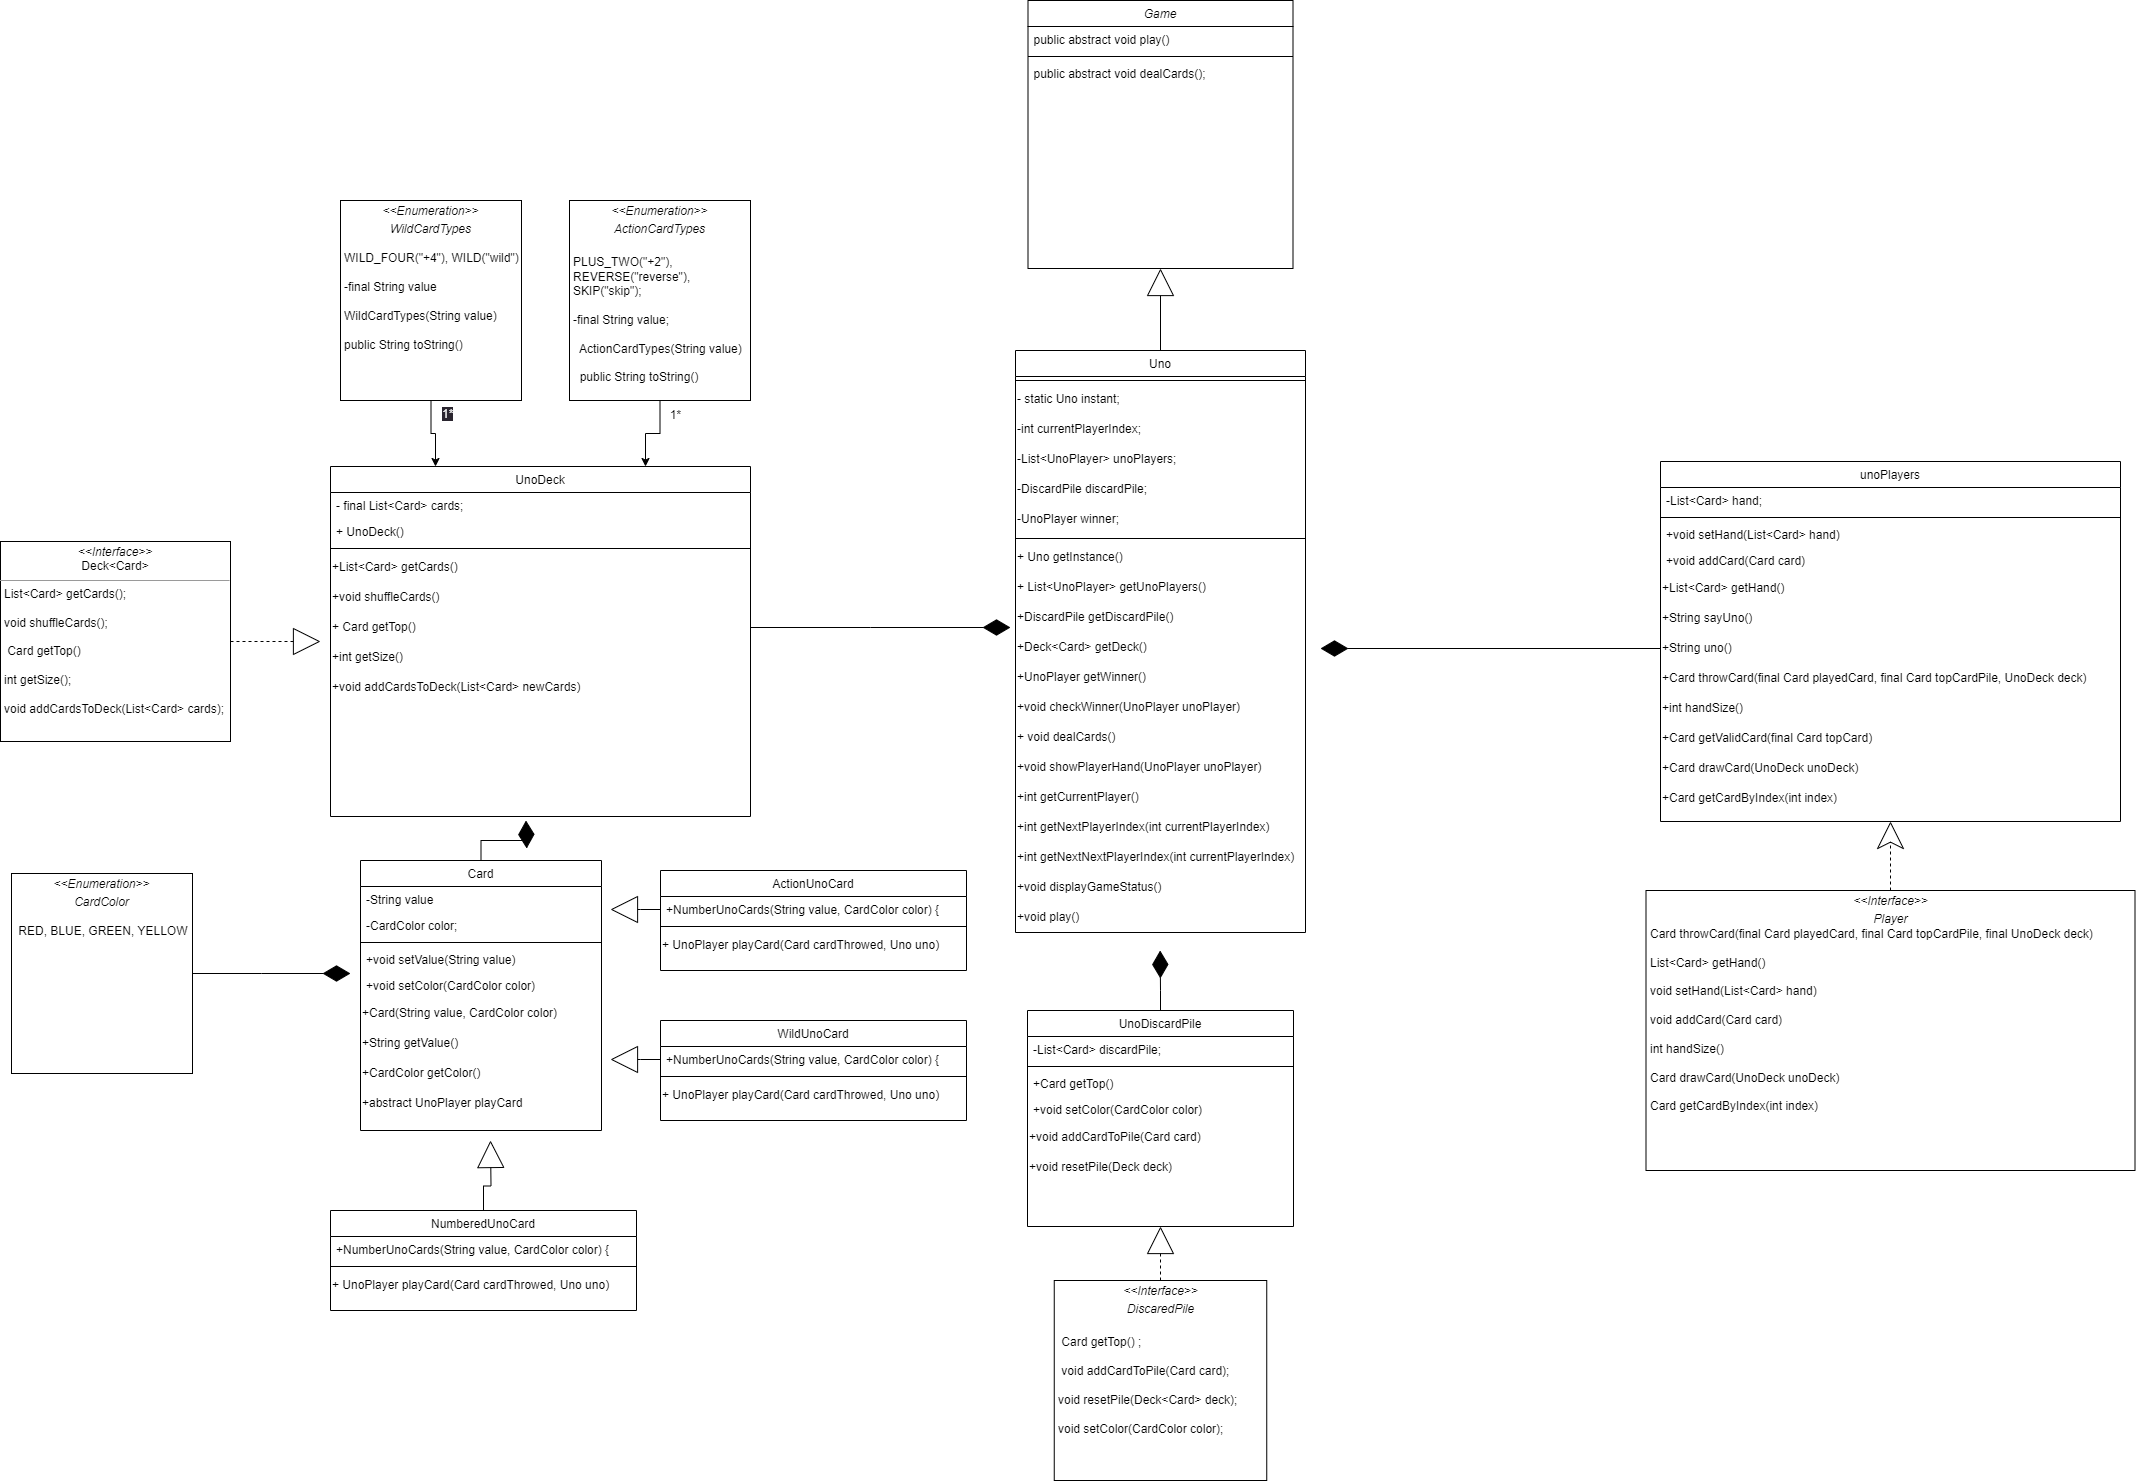 Game
public abstract void play()
public abstract void dealCards();
<<Enumeration>>
WildCardTypes
WILD_FOUR("+4"), WILD("wild")
-final String value
WildCardTypes(String value)
public String toString()
1*
<<Enumeration>>
ActionCardTypes
PLUS_TWO("+2"),
REVERSE("reverse"),
SKIP("skip");
-final String value;
ActionCardTypes(String value)
public String toString()
1*
UnoDeck
- final List<Card> cards;
+ UnoDeck()
+List<Card> getCards()
+void shuffleCards()
+ Card getTop()
+int getSize()
+void addCardsToDeck(List<Card> newCards)
<<Interface>>
Deck<Card>
List<Card> getCards();
void shuffleCards();
Card getTop()
int getSize();
void addCardsToDeck(List<Card> cards);
Uno
- static Uno instant;
-int currentPlayerIndex;
-List<UnoPlayer> unoPlayers;
-DiscardPile discardPile;
-UnoPlayer winner;
+ Uno getInstance()
+ List<UnoPlayer> getUnoPlayers()
+DiscardPile getDiscardPile()
+Deck<Card> getDeck()
+UnoPlayer getWinner()
+void checkWinner(UnoPlayer unoPlayer)
+ void dealCards()
+void showPlayerHand(UnoPlayer unoPlayer)
+int getCurrentPlayer()
+int getNextPlayerIndex(int currentPlayerIndex)
+int getNextNextPlayerIndex(int currentPlayerIndex)
+void displayGameStatus()
+void play()
unoPlayers
-List<Card> hand;
+void setHand(List<Card> hand)
+void addCard(Card card)
+List<Card> getHand()
+String sayUno()
+String uno()
+Card throwCard(final Card playedCard, final Card topCardPile, UnoDeck deck)
+int handSize()
+Card getValidCard(final Card topCard)
+Card drawCard(UnoDeck unoDeck)
+Card getCardByIndex(int index)
<<Interface>>
Player
Card throwCard(final Card playedCard, final Card topCardPile, final UnoDeck deck)
List<Card> getHand()
void setHand(List<Card> hand)
void addCard(Card card)
int handSize()
Card drawCard(UnoDeck unoDeck)
Card getCardByIndex(int index)
<<Enumeration>>
CardColor
RED, BLUE, GREEN, YELLOW
Card
-String value
-CardColor color;
+void setValue(String value)
+void setColor(CardColor color)
+Card(String value, CardColor color)
+String getValue()
+CardColor getColor()
+abstract UnoPlayer playCard
ActionUnoCard
+NumberUnoCards(String value, CardColor color) {
+ UnoPlayer playCard(Card cardThrowed, Uno uno)
WildUnoCard
+NumberUnoCards(String value, CardColor color) {
+ UnoPlayer playCard(Card cardThrowed, Uno uno)
NumberedUnoCard
+NumberUnoCards(String value, CardColor color) {
+ UnoPlayer playCard(Card cardThrowed, Uno uno)
UnoDiscardPile
-List<Card> discardPile;
+Card getTop()
+void setColor(CardColor color)
+void addCardToPile(Card card)
+void resetPile(Deck deck)
<<Interface>>
DiscaredPile
Card getTop() ;
void addCardToPile(Card card);
void resetPile(Deck<Card> deck);
void setColor(CardColor color);